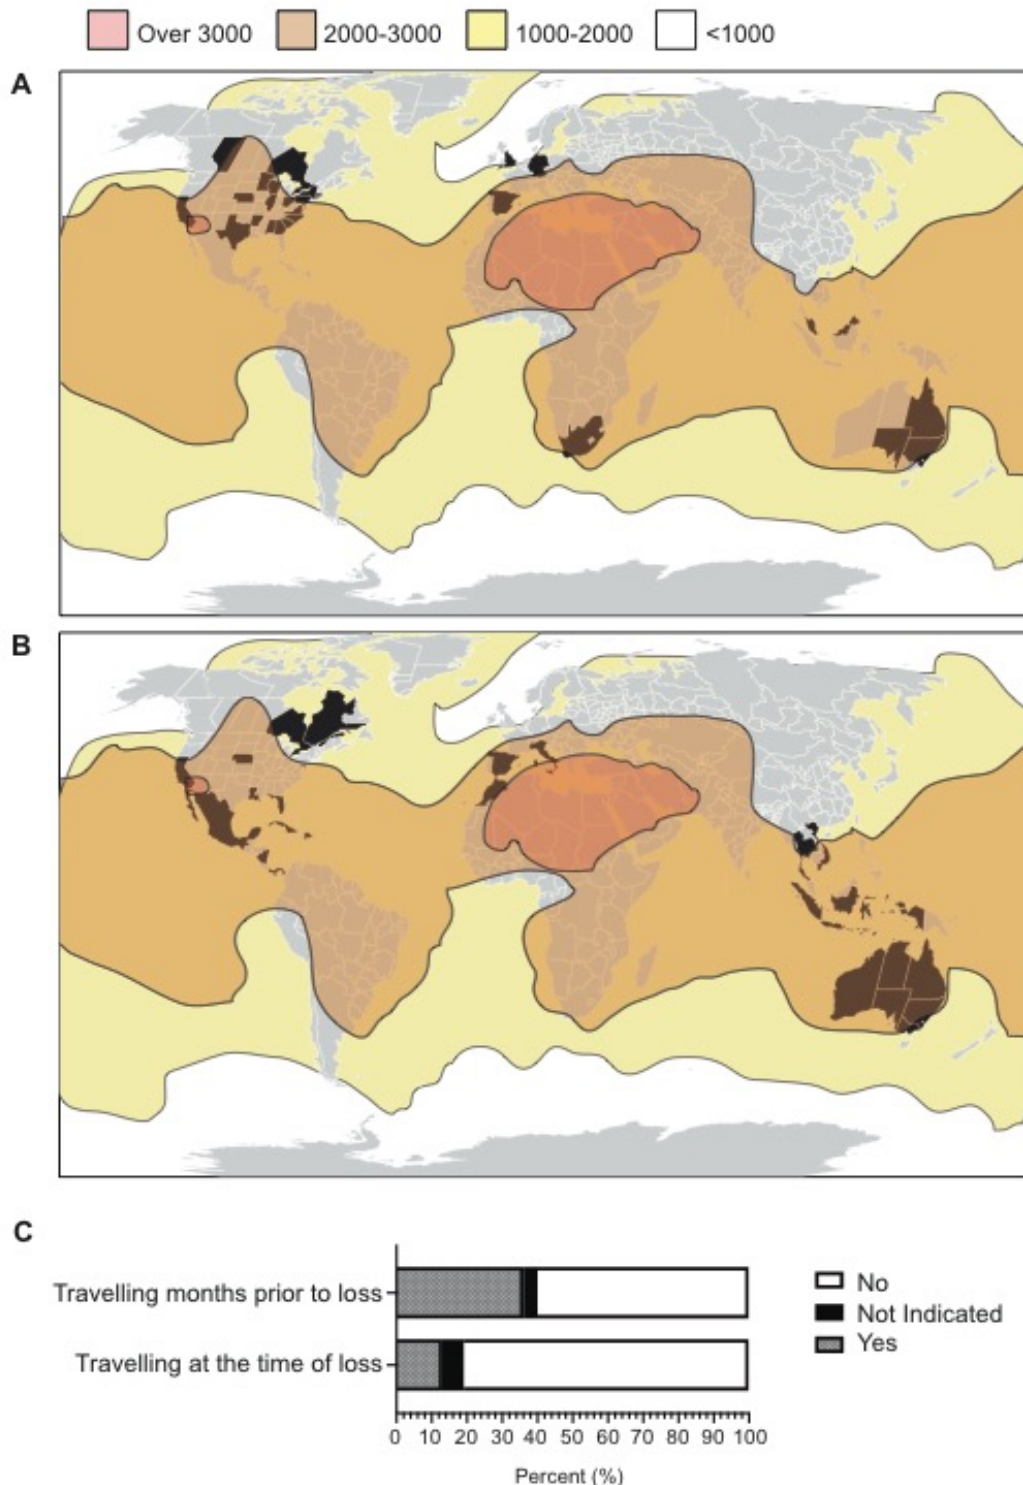 Over 3000 2000-3000 1000-2000 <1000
A
B
C
Travelling months prior to loss
Travelling at the time of loss
No
Not Indicated
Yes
0 10 20 30 40 50 60 70 80 90 100
Percent (%)